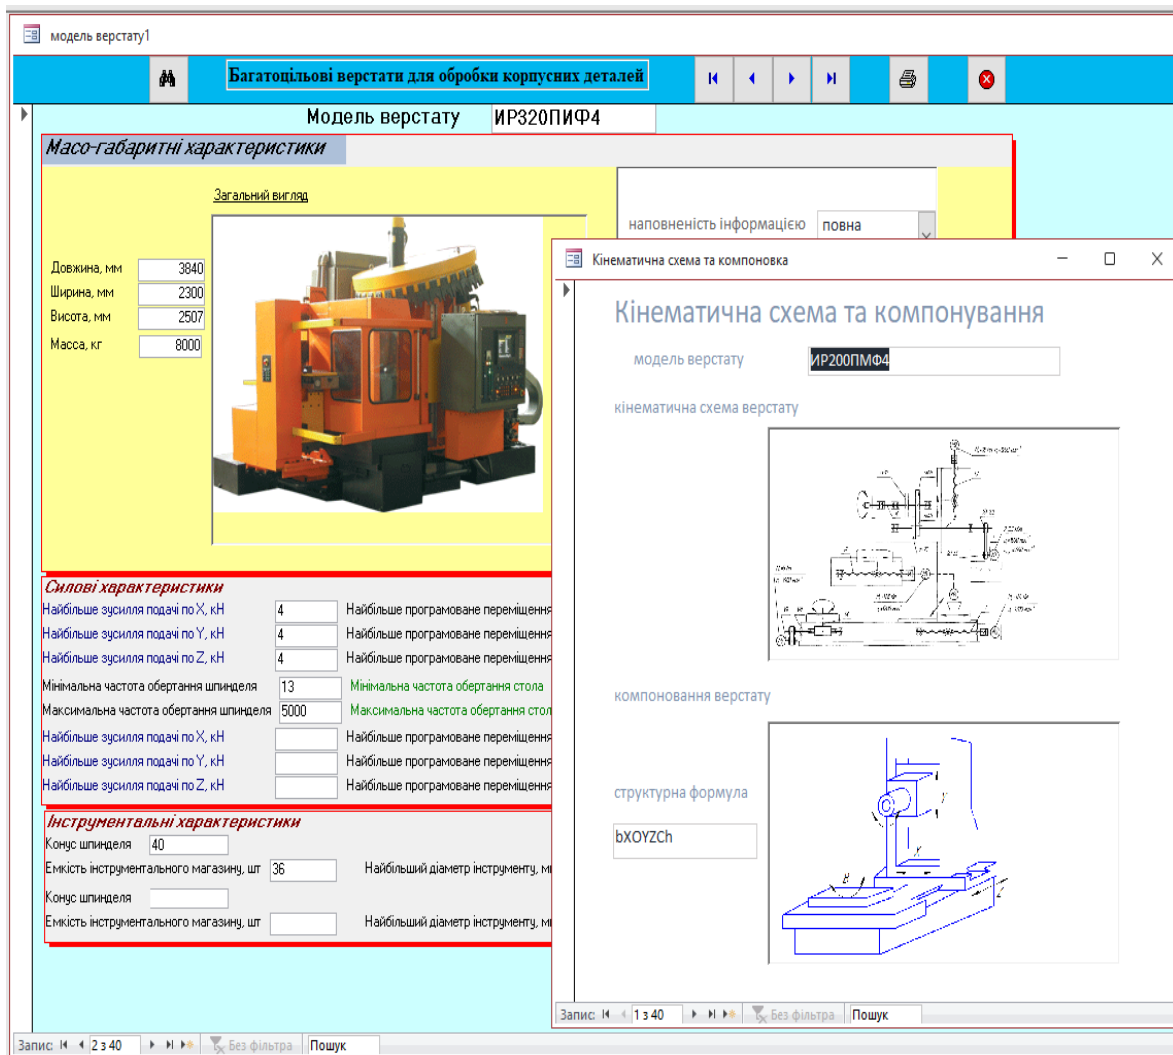 модель верстату1
Багатоцільові верстати для обробки корпусних деталей
Модель верстату ИР320ПИФ4
Масо-габаритні характеристики
Загальний вигляд
наповненість інформацією повна
Довжина, мм 3840
Ширина, мм 2300
Висота, мм 2507
Масса, кг 8000
Силові характеристики
Найбільше зусилля подачі по X, кН 4 Найбільше програмоване переміщення
Найбільше зусилля подачі по Y, кН 4 Найбільше програмоване переміщення
Найбільше зусилля подачі по Z, кН 4 Найбільше програмоване переміщення
Мінімальна частота обертання шпинделя 13 Мінімальна частота обертання стола
Максимальна частота обертання шпинделя 5000 Максимальна частота обертання стол
Найбільше зусилля подачі по X, кН Найбільше програмоване переміщення
Найбільше зусилля подачі по Y, кН Найбільше програмоване переміщення
Найбільше зусилля подачі по Z, кН Найбільше програмоване переміщення
Інструментальні характеристики
Конус шпинделя 40
Емкість інструментального магазину, шт 36 Найбільший діаметр інструменту, м
Конус шпинделя
Емкість інструментального магазину, шт Найбільший діаметр інструменту, м
Запис: 2 з 40 Без фільтра Пошук
Кінематична схема та компоновка
Кінематична схема та компонування
модель верстату ИР200ПМФ4
кінематична схема верстату
компоновання верстату
структурна формула
bXOYZCh
Y
X
B
Z
Запис: 1 з 40 Без фільтра Пошук